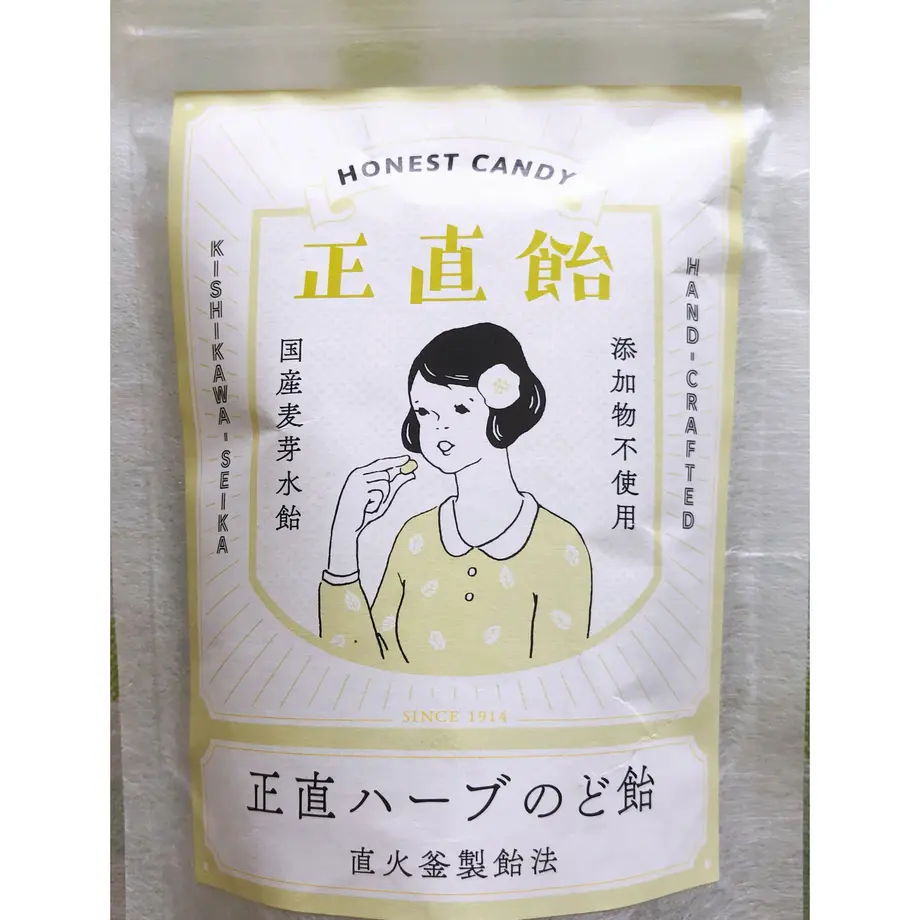 HONEST CANDY
正直飴
KISHIKAWA-SEIKA
国産麦芽水飴
添加物不使用
HAND-CRAFTED
SINCE 1914
正直ハーブのど飴
直火釜製飴法